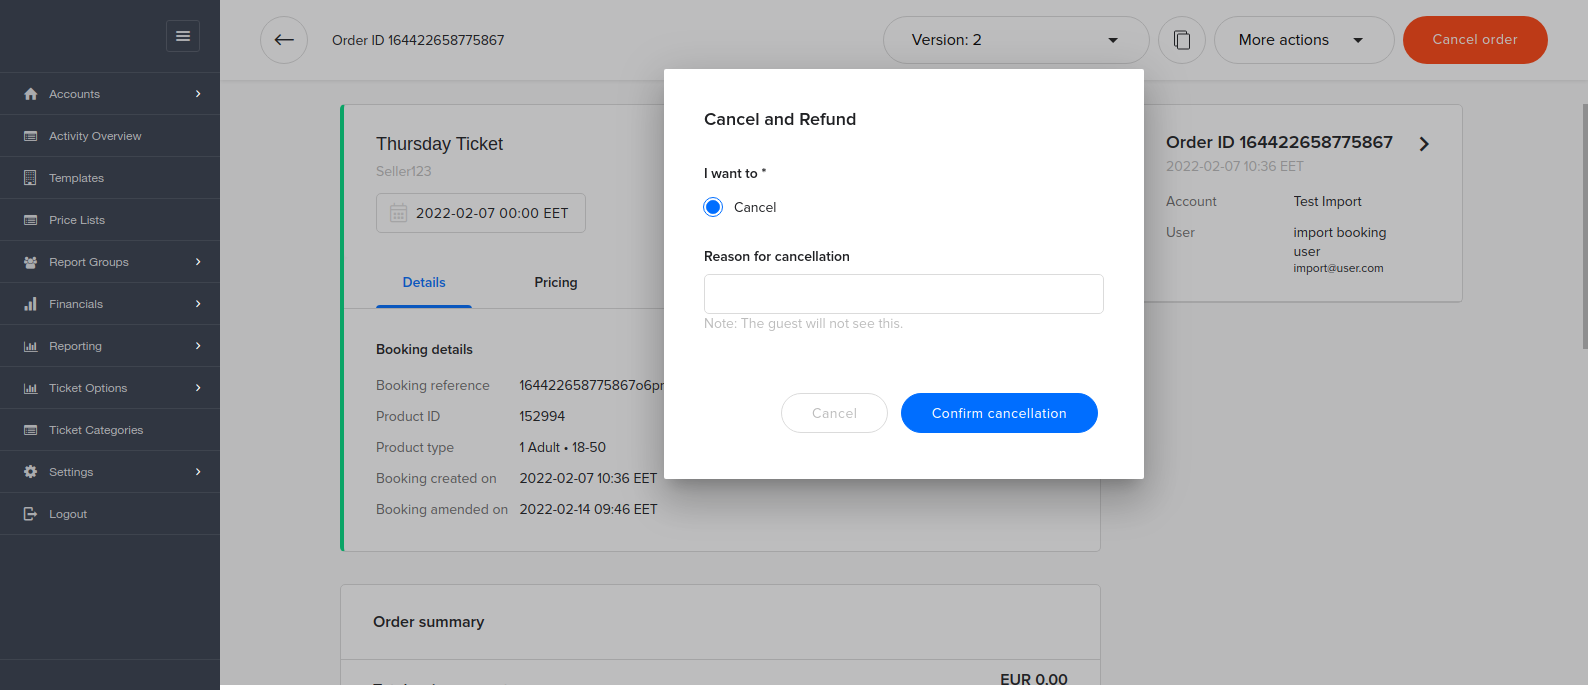 Order ID 164422658775867
Version: 2
More actions
Cancel order
Accounts
Activity Overview
Templates
Price Lists
Report Groups
Financials
Reporting
Ticket Options
Ticket Categories
Settings
Logout
Thursday Ticket
Seller123
2022-02-07 00:00 EET
Details
Pricing
Booking details
Booking reference
Product ID 152994
Product type 1 Adult • 18-50
Booking created on 2022-02-07 10:36 EET
Booking amended on 2022-02-14 09:46 EET
Order summary
EUR 0.00
Cancel and Refund
I want to *
Cancel
Reason for cancellation
Note: The guest will not see this.
Cancel
Confirm cancellation
Order ID 164422658775867
2022-02-07 10:36 EET
Account Test Import
User import booking
user
import@user.com